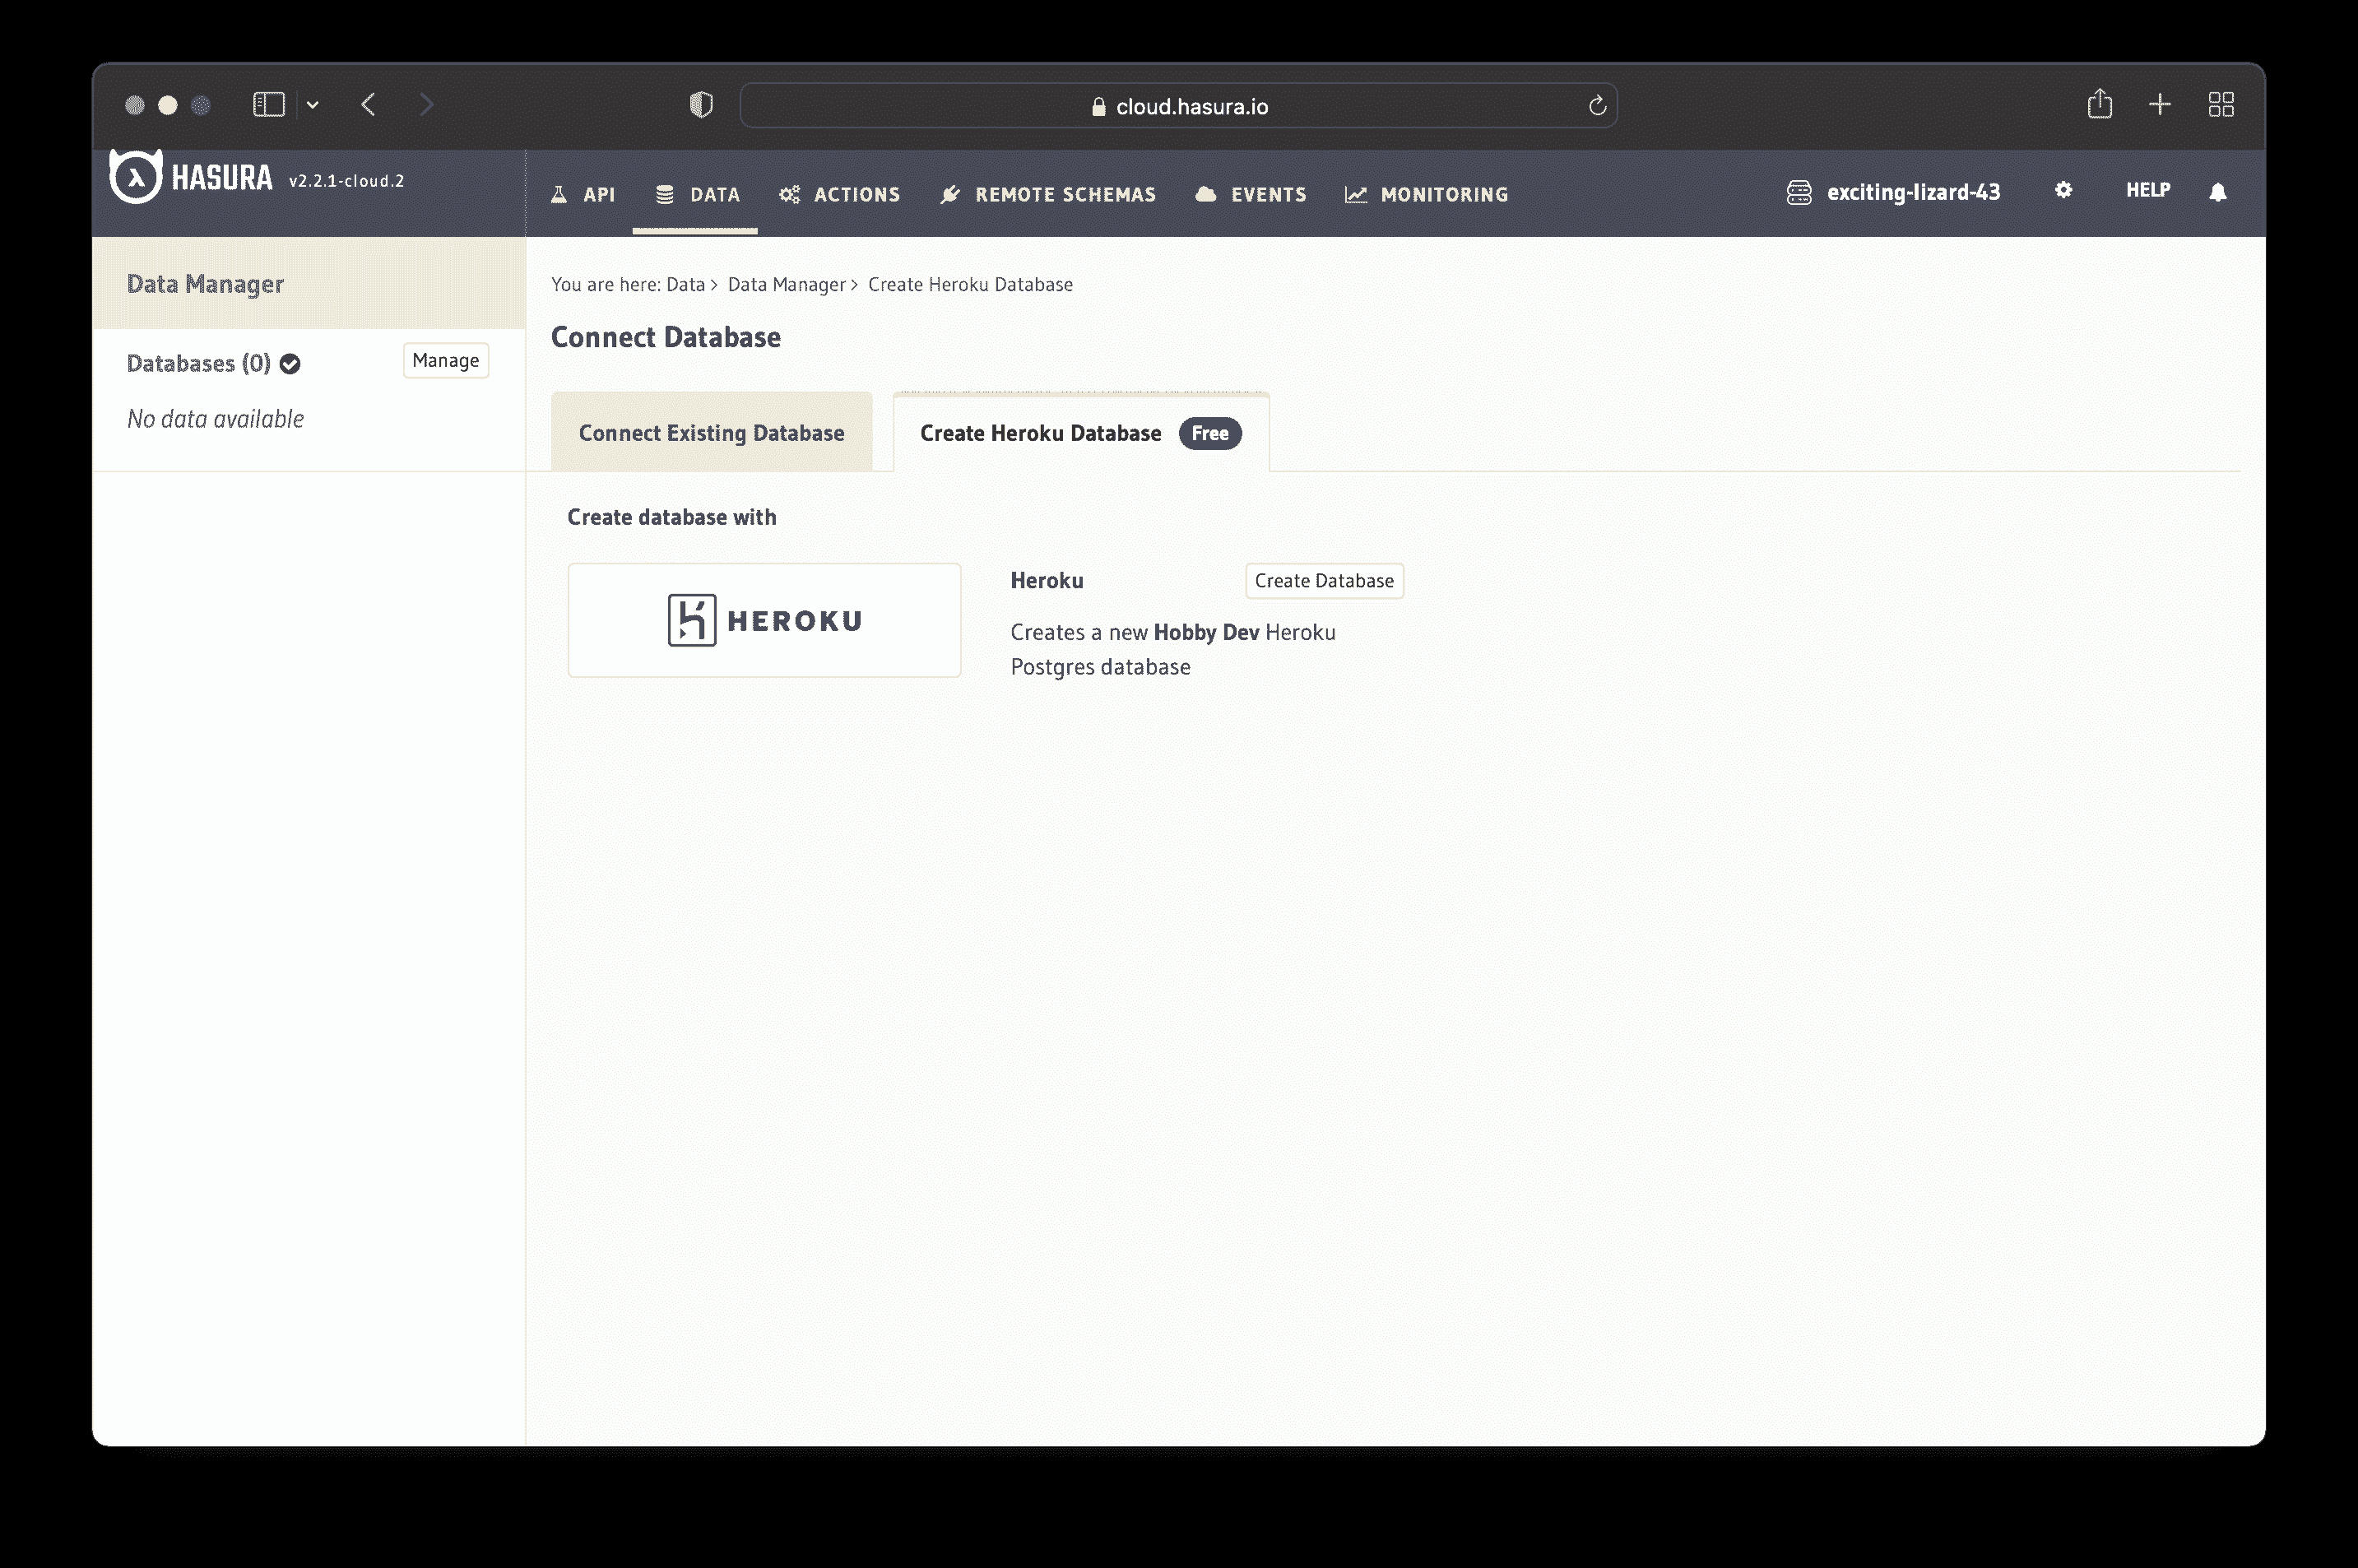 cloud.hasura.io
HASURA v2.2.1-cloud.2
API DATA ACTIONS REMOTE SCHEMAS EVENTS MONITORING
exciting-lizard-43 HELP
Data Manager
Databases (0) Manage
No data available
You are here: Data > Data Manager > Create Heroku Database
Connect Database
Connect Existing Database
Create Heroku Database Free
Create database with
HEROKU
Heroku Create Database
Creates a new Hobby Dev Heroku
Postgres database